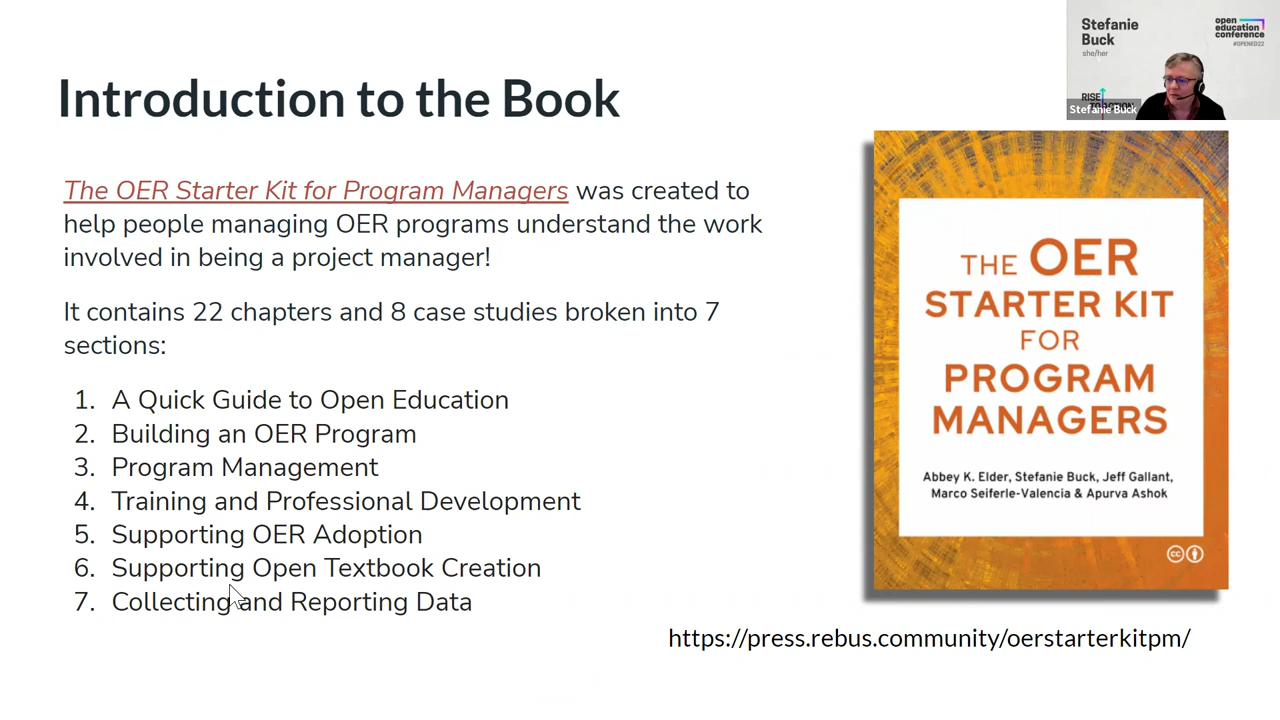 Introduction to the Book
The OER Starter Kit for Program Managers was created to
help people managing OER programs understand the work
involved in being a project manager!
It contains 22 chapters and 8 case studies broken into 7
sections:
1. A Quick Guide to Open Education
2. Building an OER Program
3. Program Management
4. Training and Professional Development
5. Supporting OER Adoption
6. Supporting Open Textbook Creation
7. Collecting and Reporting Data
Stefanie
Buck
she/her
open
education
conference
#OPENED22
RISE
Stefanie Buck
THE OER
STARTER KIT
FOR
PROGRAM
MANAGERS
Abbey K. Elder, Stefanie Buck, Jeff Gallant,
Marco Seiferle-Valencia & Apurva Ashok
cc
https://press.rebus.community/oerstarterkitpm/